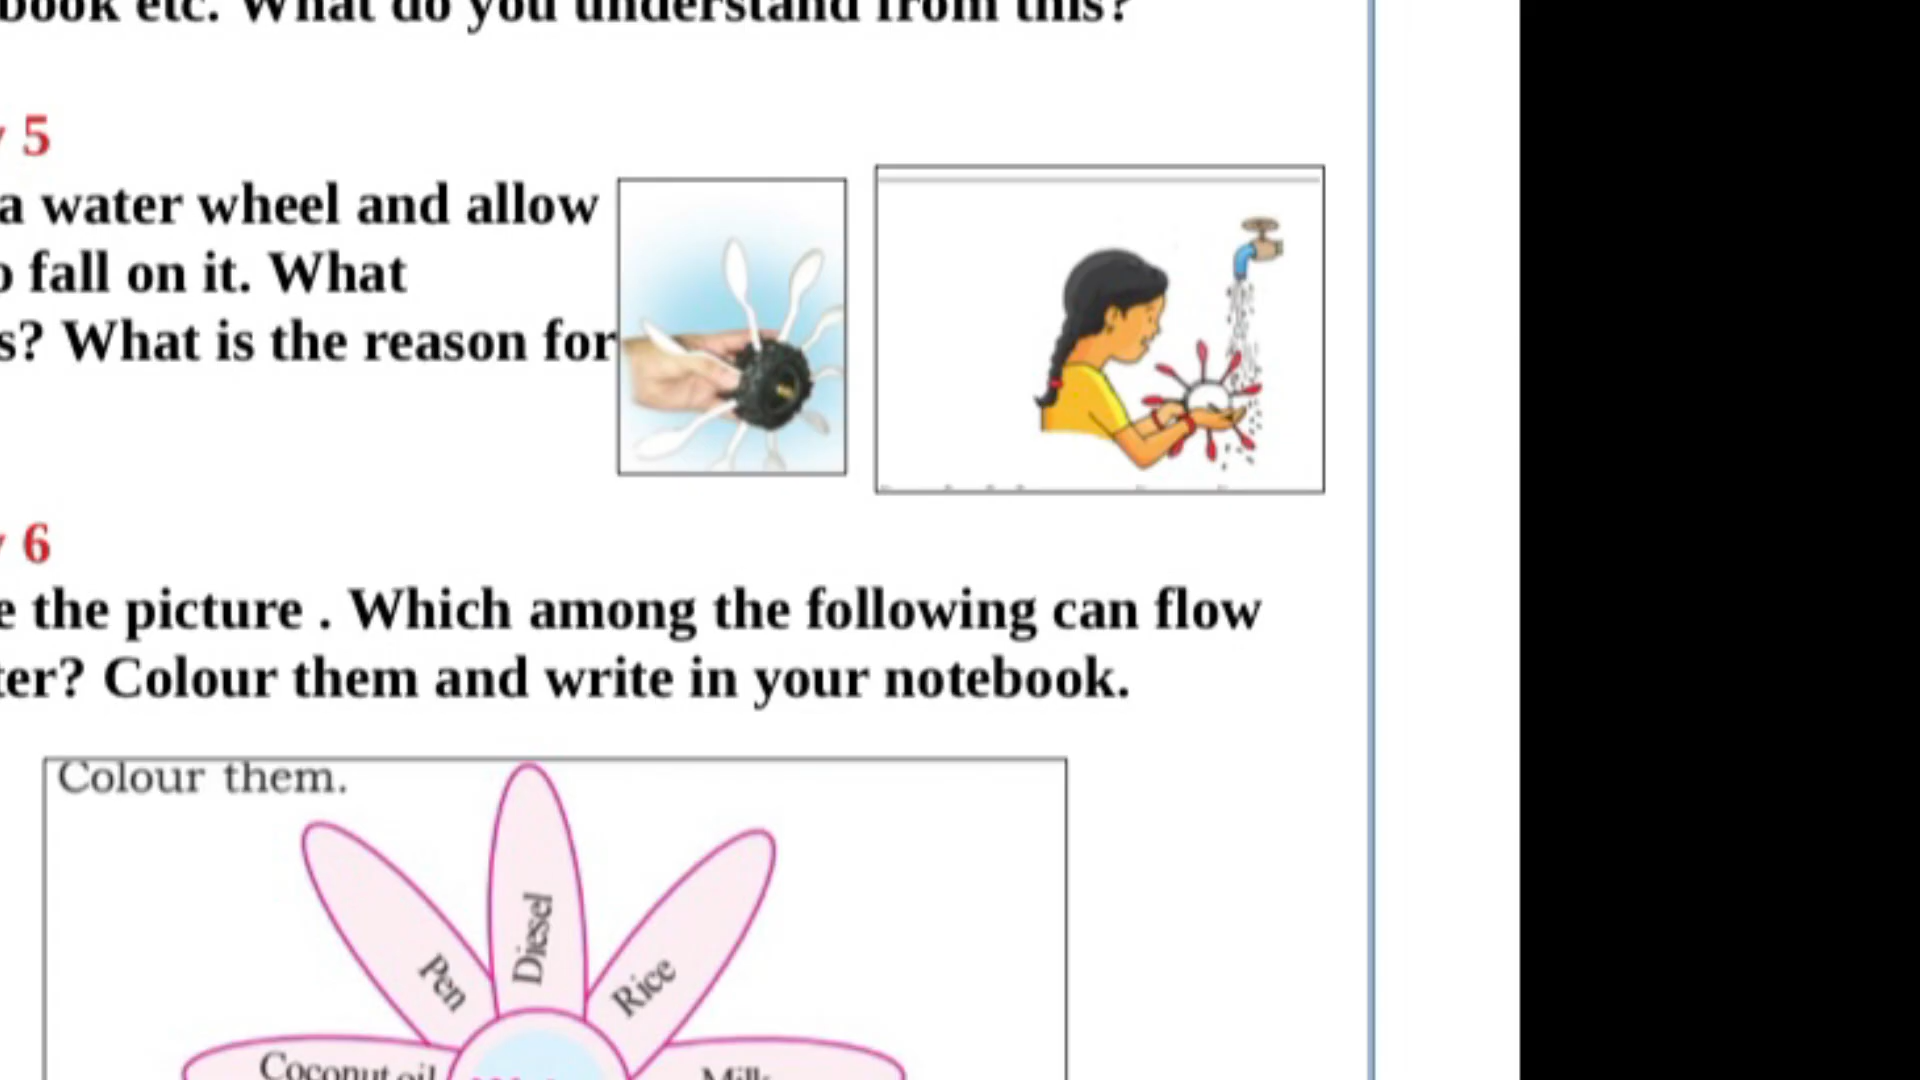 book etc. What do you understand from this?
y 5
a water wheel and allow
o fall on it. What
s? What is the reason for
y 6
e the picture . Which among the following can flow
ter? Colour them and write in your notebook.
Colour them.
Diesel
Pen
Rice
Coconut oil
Milk